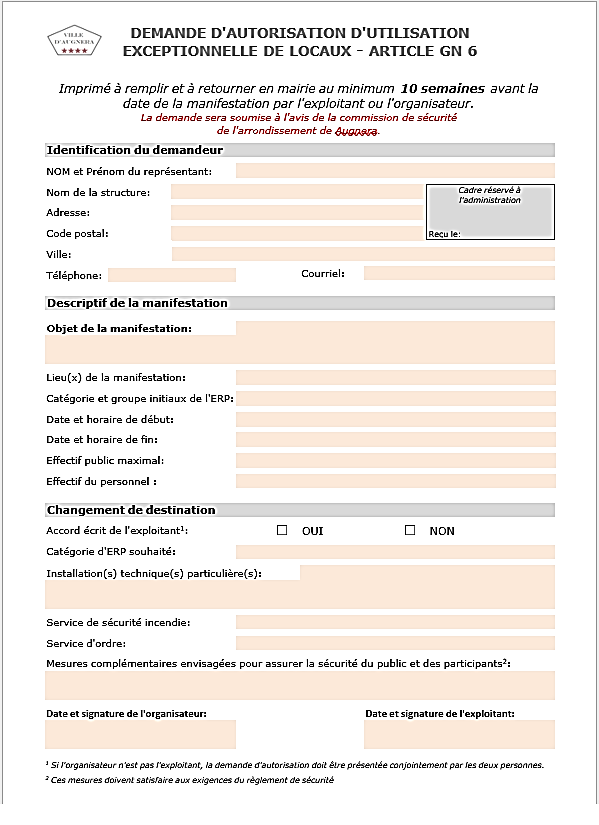 VILLE
D'AUGNERA
★★★★
DEMANDE D'AUTORISATION D'UTILISATION
EXCEPTIONNELLE DE LOCAUX - ARTICLE GN 6
Imprimé à remplir et à retourner en mairie au minimum 10 semaines avant la
date de la manifestation par l'exploitant ou l'organisateur.
La demande sera soumise à l'avis de la commission de sécurité
de l'arrondissement de Augnera.
Identification du demandeur
NOM et Prénom du représentant:
Nom de la structure:
Cadre réservé à
l'administration
Adresse:
Code postal:
Reçu le:
Ville:
Téléphone: Courriel:
Descriptif de la manifestation
Objet de la manifestation:
Lieu(x) de la manifestation:
Catégorie et groupe initiaux de l'ERP:
Date et horaire de début:
Date et horaire de fin:
Effectif public maximal:
Effectif du personnel :
Changement de destination
Accord écrit de l'exploitant¹: ☐ OUI ☐ NON
Catégorie d'ERP souhaité:
Installation(s) technique(s) particulière(s):
Service de sécurité incendie:
Service d'ordre:
Mesures complémentaires envisagées pour assurer la sécurité du public et des participants²:
Date et signature de l'organisateur: Date et signature de l'exploitant:
¹ Si l'organisateur n'est pas l'exploitant, la demande d'autorisation doit être présentée conjointement par les deux personnes.
² Ces mesures doivent satisfaire aux exigences du règlement de sécurité